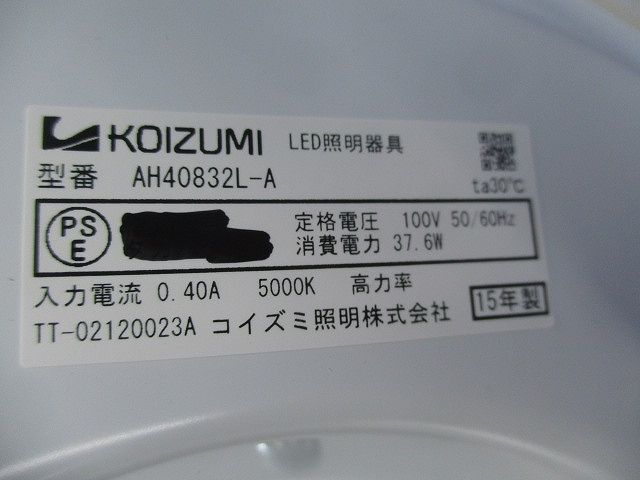 KOIZUMI LED照明器具
型番 AH40832L-A
ta30℃
PS
E
定格電圧 100V 50/60Hz
消費電力 37.6W
入力電流 0.40A 5000K 高力率
15年製
TT-02120023A コイズミ照明株式会社